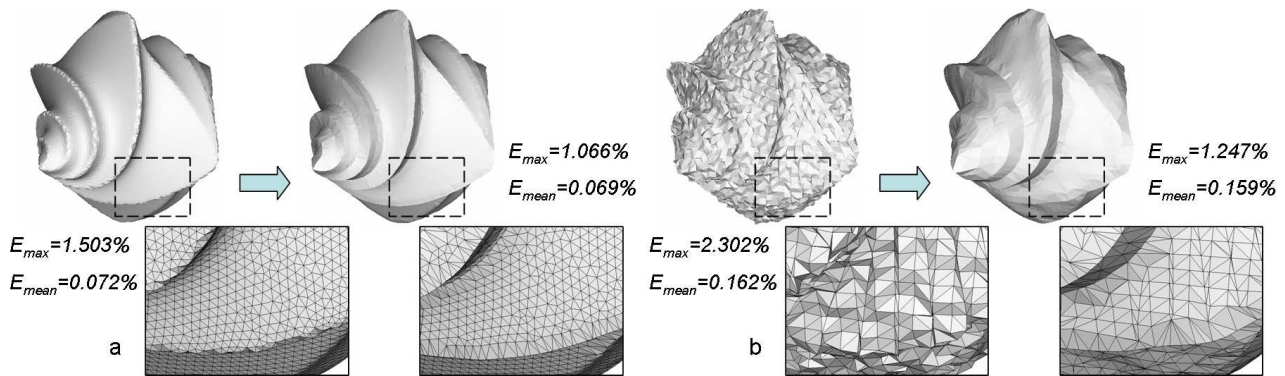 E_max=1.066%
E_mean=0.069%
E_max=1.503%
E_mean=0.072%
a
E_max=1.247%
E_mean=0.159%
E_max=2.302%
E_mean=0.162%
b